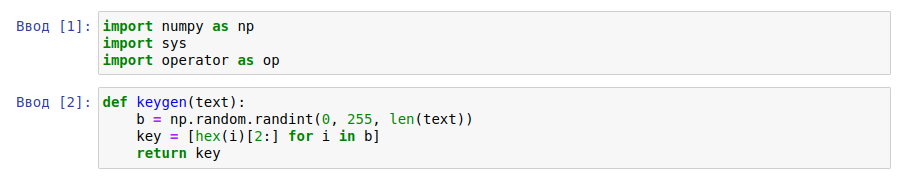 Ввод [1]: import numpy as np
import sys
import operator as op
Ввод [2]: def keygen(text):
    b = np.random.randint(0, 255, len(text))
    key = [hex(i)[2:] for i in b]
    return key